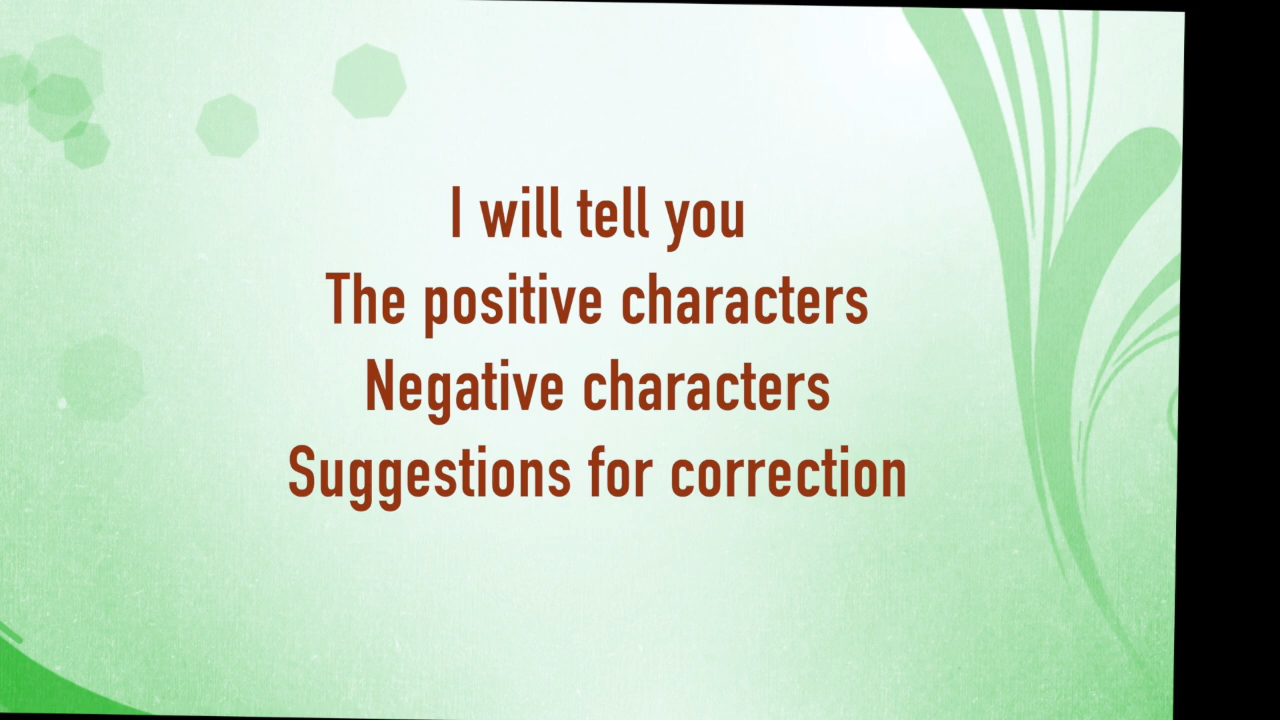 I will tell you
The positive characters
Negative characters
Suggestions for correction